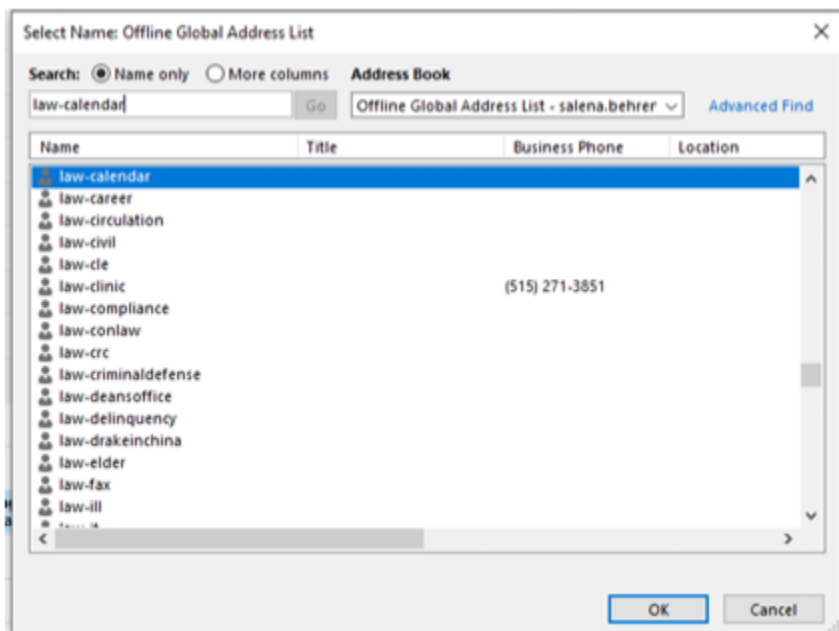 Select Name: Offline Global Address List
Search: Name only More columns Address Book
law-calendar Go Offline Global Address List - salena.behrer Advanced Find
Name Title Business Phone Location
law-calendar
law-career
law-circulation
law-civil
law-cle
law-clinic (515) 271-3851
law-compliance
law-conlaw
law-crc
law-criminaldefense
law-deansoffice
law-delinquency
law-drakeinchina
law-elder
law-fax
law-ill
OK Cancel